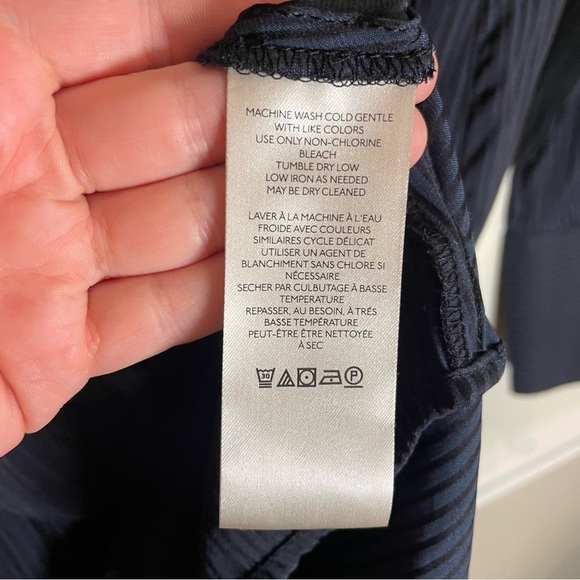 MACHINE WASH COLD GENTLE
WITH LIKE COLORS
USE ONLY NON-CHLORINE
BLEACH
TUMBLE DRY LOW
LOW IRON AS NEEDED
MAY BE DRY CLEANED
LAVER À LA MACHINE À L'EAU
FROIDE AVEC COULEURS
SIMILAIRES CYCLE DÉLICAT
UTILISER UN AGENT DE
BLANCHIMENT SANS CHLORE SI
NÉCESSAIRE
SECHER PAR CULBUTAGE À BASSE
TEMPERATURE
REPASSER, AU BESOIN, À TRÉS
BASSE TEMPÉRATURE
PEUT-ÊTRE ÊTRE NETTOYÉE
À SEC
30 P